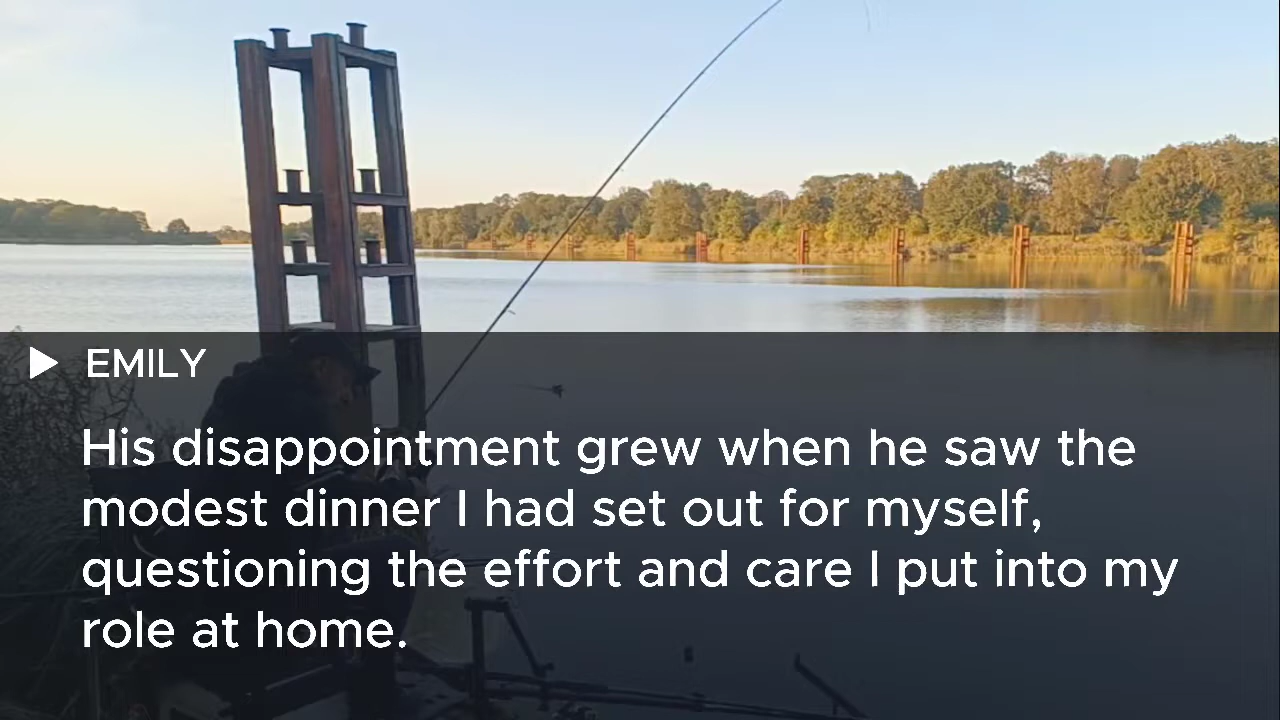 EMILY
His disappointment grew when he saw the
modest dinner I had set out for myself,
questioning the effort and care I put into my
role at home.